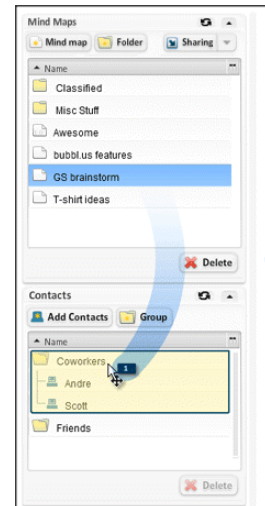 Mind Maps
Mind map Folder Sharing
Name
Classified
Misc Stuff
Awesome
bubbl.us features
GS brainstorm
T-shirt ideas
Delete
Contacts
Add Contacts Group
Name
Coworkers
1
Andre
Scott
Friends
Delete